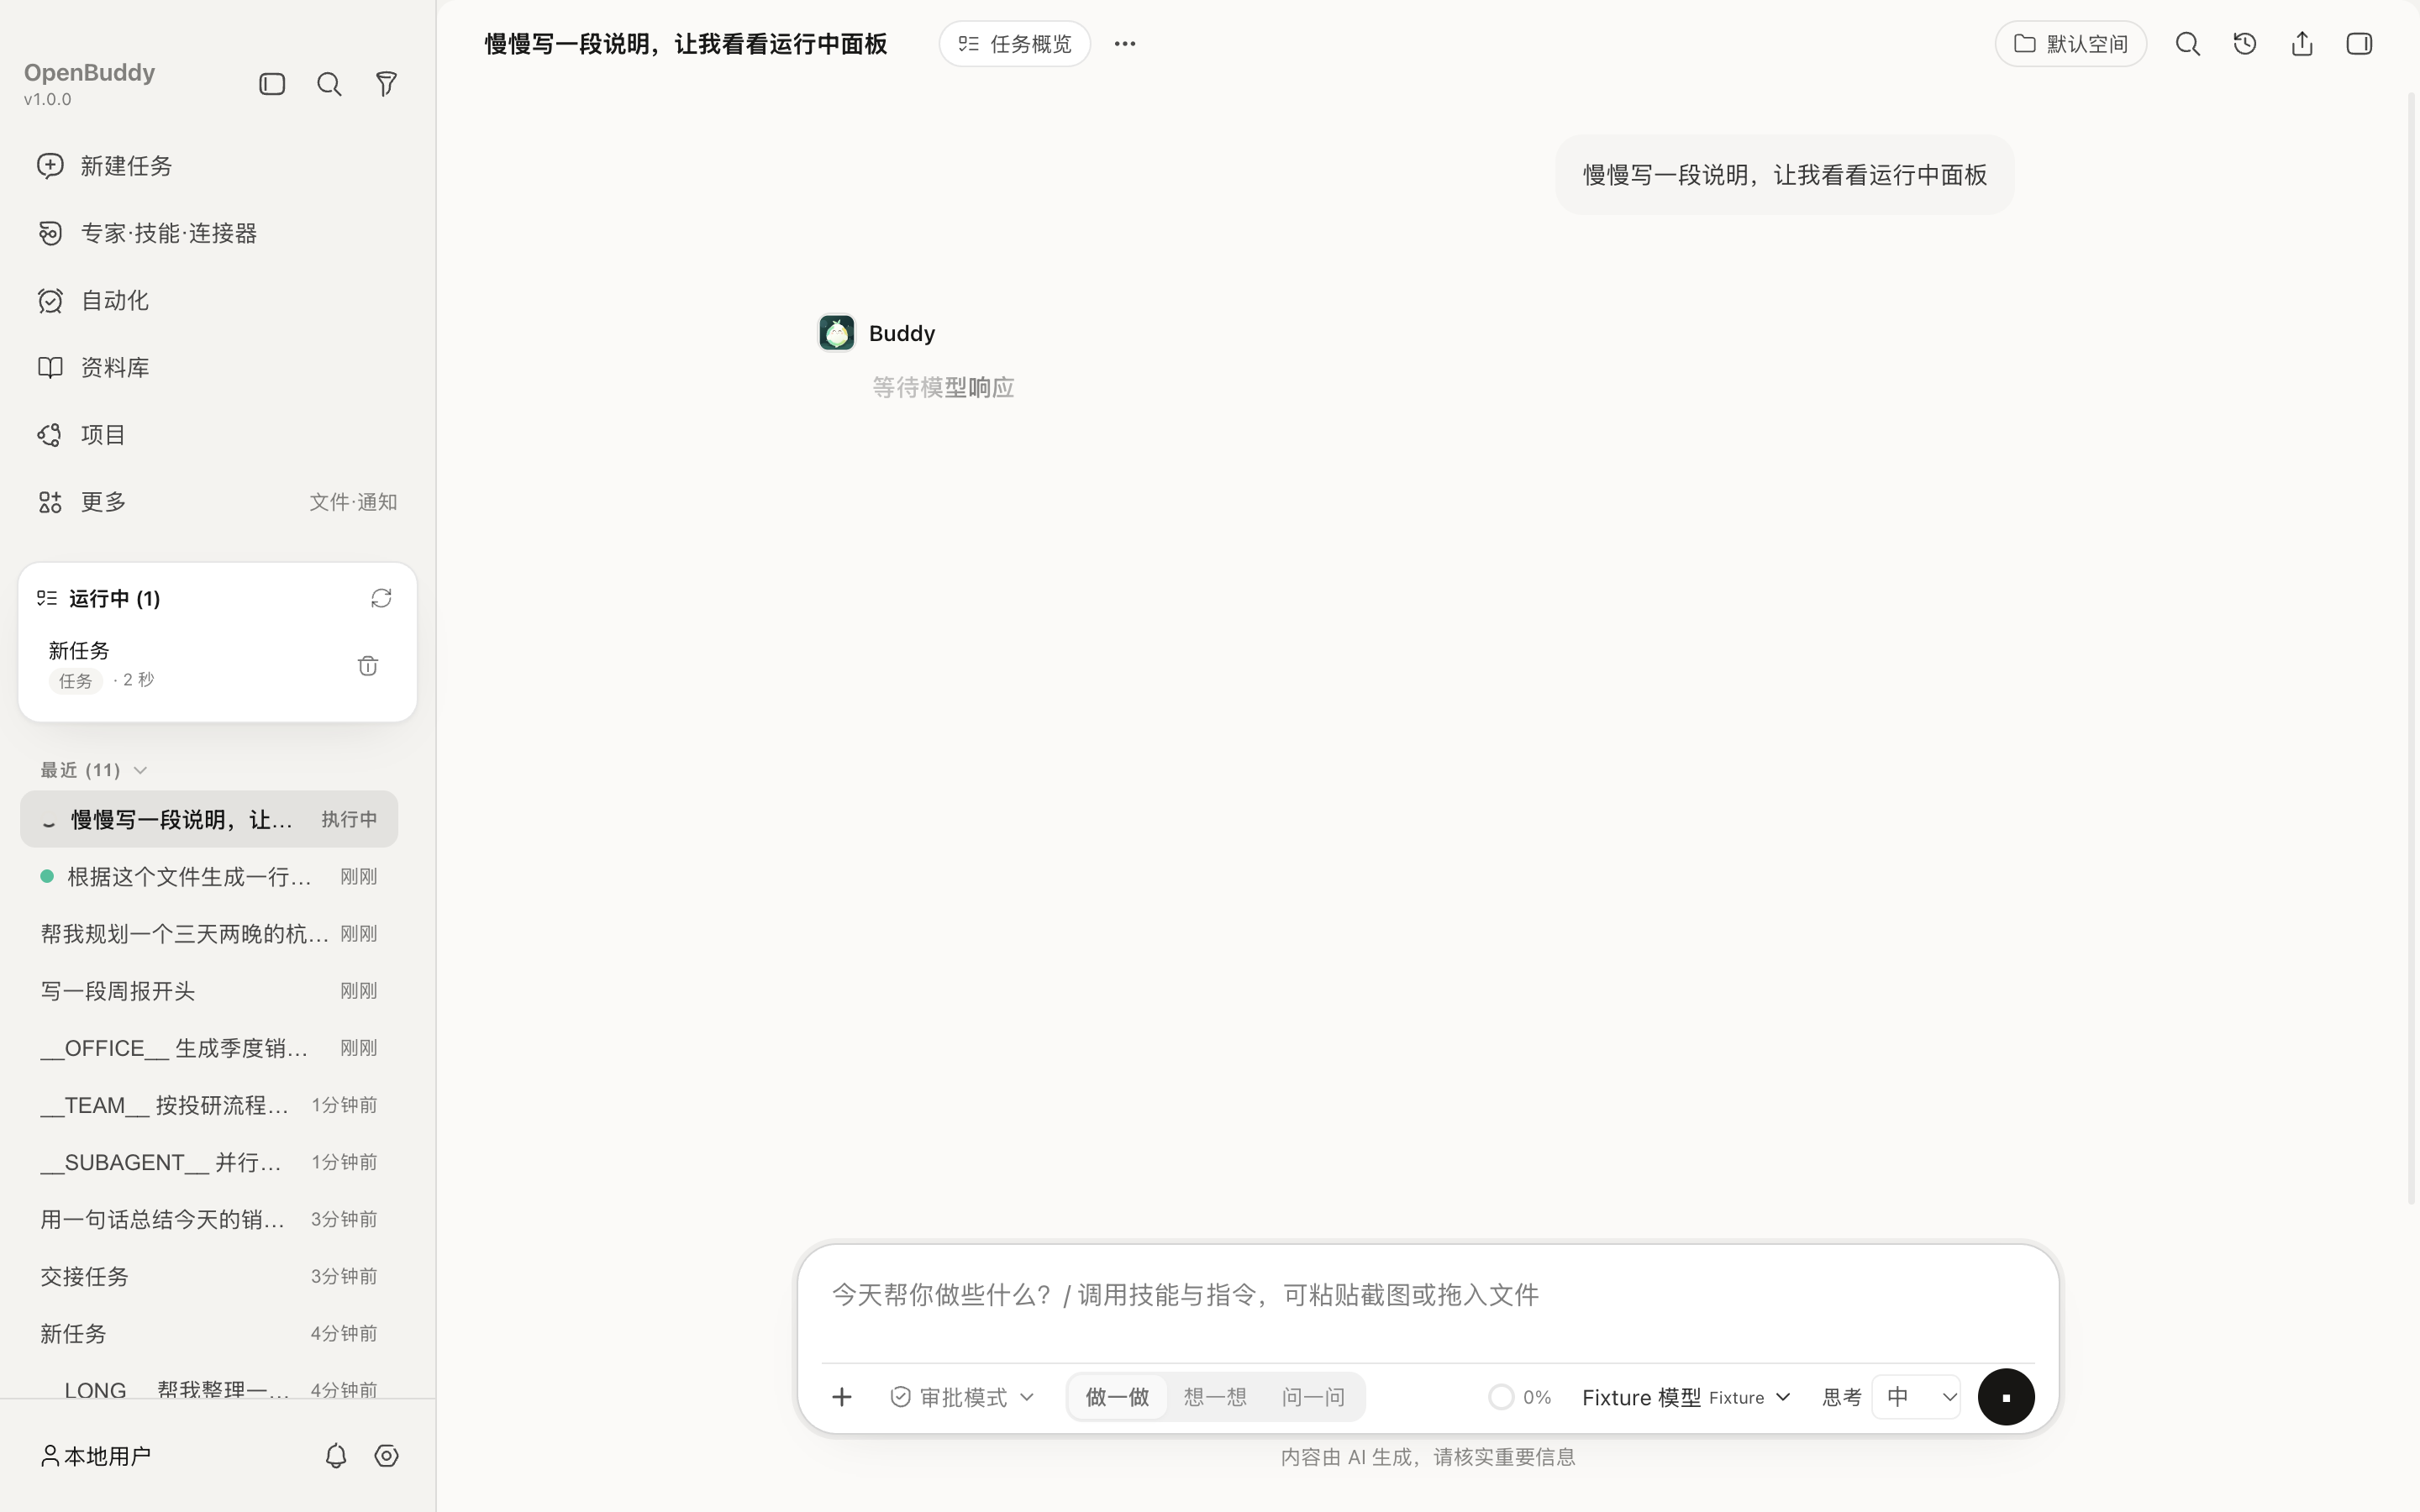 OpenBuddy
v1.0.0
新建任务
专家·技能·连接器
自动化
资料库
项目
更多 文件·通知
运行中 (1)
新任务
任务 · 2 秒
最近 (11)
慢慢写一段说明，让... 执行中
根据这个文件生成一行... 刚刚
帮我规划一个三天两晚的杭... 刚刚
写一段周报开头 刚刚
__OFFICE__ 生成季度销... 刚刚
__TEAM__ 按投研流程... 1分钟前
__SUBAGENT__ 并行... 1分钟前
用一句话总结今天的销... 3分钟前
交接任务 3分钟前
新任务 4分钟前
__LONG__ 帮我整理一... 4分钟前
本地用户
慢慢写一段说明，让我看看运行中面板 任务概览 默认空间
慢慢写一段说明，让我看看运行中面板
Buddy
等待模型响应
今天帮你做些什么？/ 调用技能与指令，可粘贴截图或拖入文件
审批模式 做一做 想一想 问一问 0% Fixture 模型 Fixture 思考 中
内容由 AI 生成，请核实重要信息